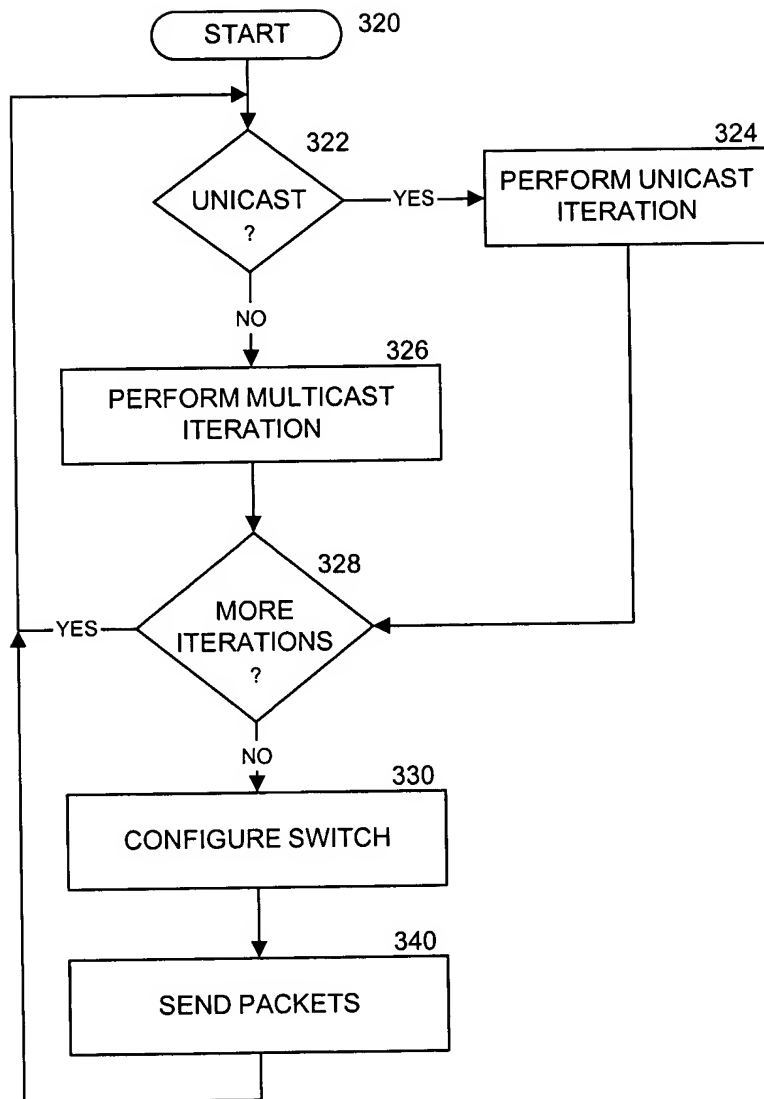 START
320
322
UNICAST
?
YES
324
PERFORM UNICAST
ITERATION
NO
326
PERFORM MULTICAST
ITERATION
328
MORE
ITERATIONS
?
YES
NO
330
CONFIGURE SWITCH
340
SEND PACKETS